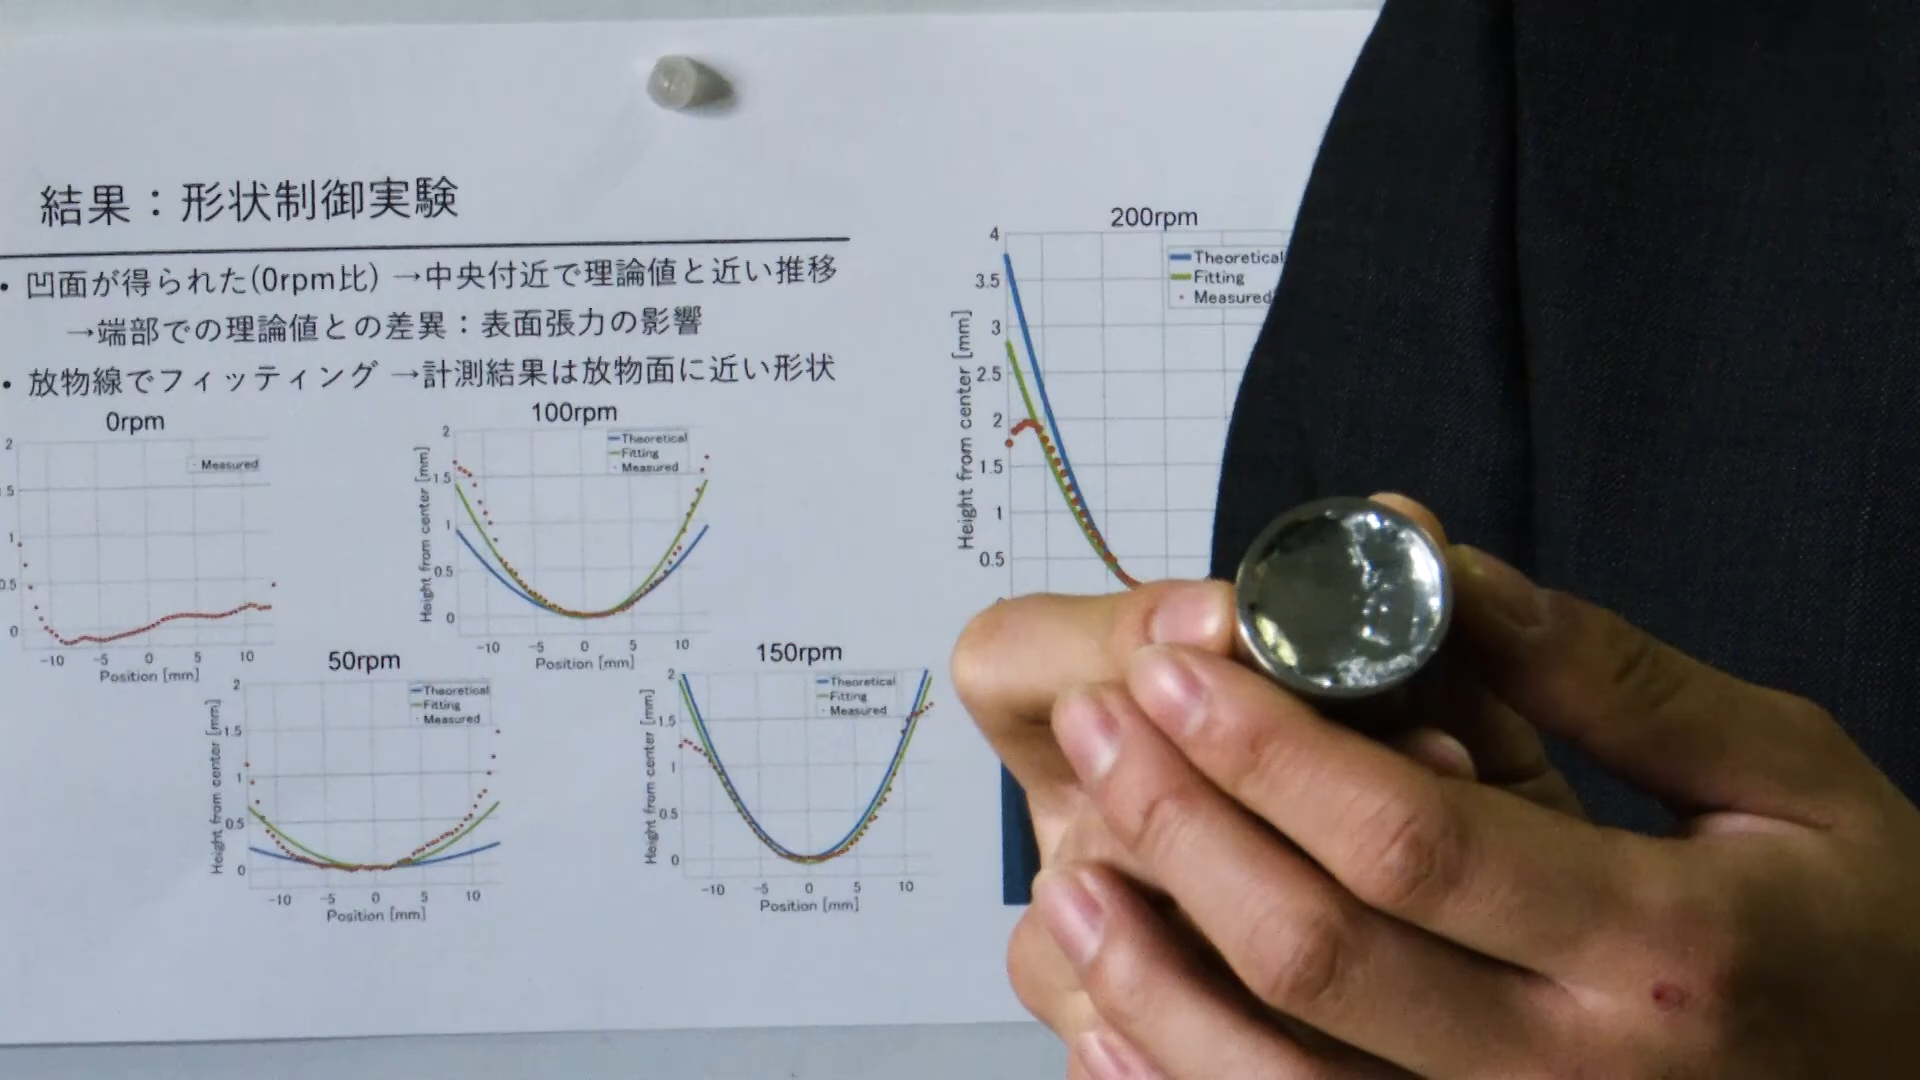 結果：形状制御実験
• 凹面が得られた(0rpm比) →中央付近で理論値と近い推移
→端部での理論値との差異：表面張力の影響
• 放物線でフィッティング →計測結果は放物面に近い形状
0rpm
2
1.5
1
0.5
0
Measured
-10 -5 0 5 10
Position [mm]
100rpm
2
1.5
1
0.5
0
Height from center [mm]
Theoretical
Fitting
Measured
-10 -5 0 5 10
Position [mm]
50rpm
2
1.5
1
0.5
0
Height from center [mm]
Theoretical
Fitting
Measured
-10 -5 0 5 10
Position [mm]
150rpm
2
1.5
1
0.5
0
Height from center [mm]
Theoretical
Fitting
Measured
-10 -5 0 5 10
Position [mm]
200rpm
4
3.5
3
2.5
2
1.5
1
0.5
Height from center [mm]
Theoretical
Fitting
Measured